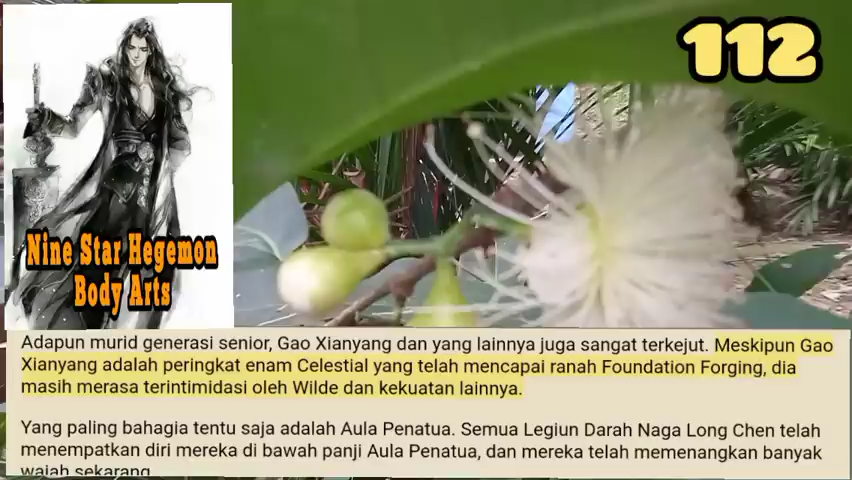 112
Nine Star Hegemon
Body Arts
Adapun murid generasi senior, Gao Xianyang dan yang lainnya juga sangat terkejut. Meskipun Gao
Xianyang adalah peringkat enam Celestial yang telah mencapai ranah Foundation Forging, dia
masih merasa terintimidasi oleh Wilde dan kekuatan lainnya.
Yang paling bahagia tentu saja adalah Aula Penatua. Semua Legiun Darah Naga Long Chen telah
menempatkan diri mereka di bawah panji Aula Penatua, dan mereka telah memenangkan banyak
wajah sekarang.